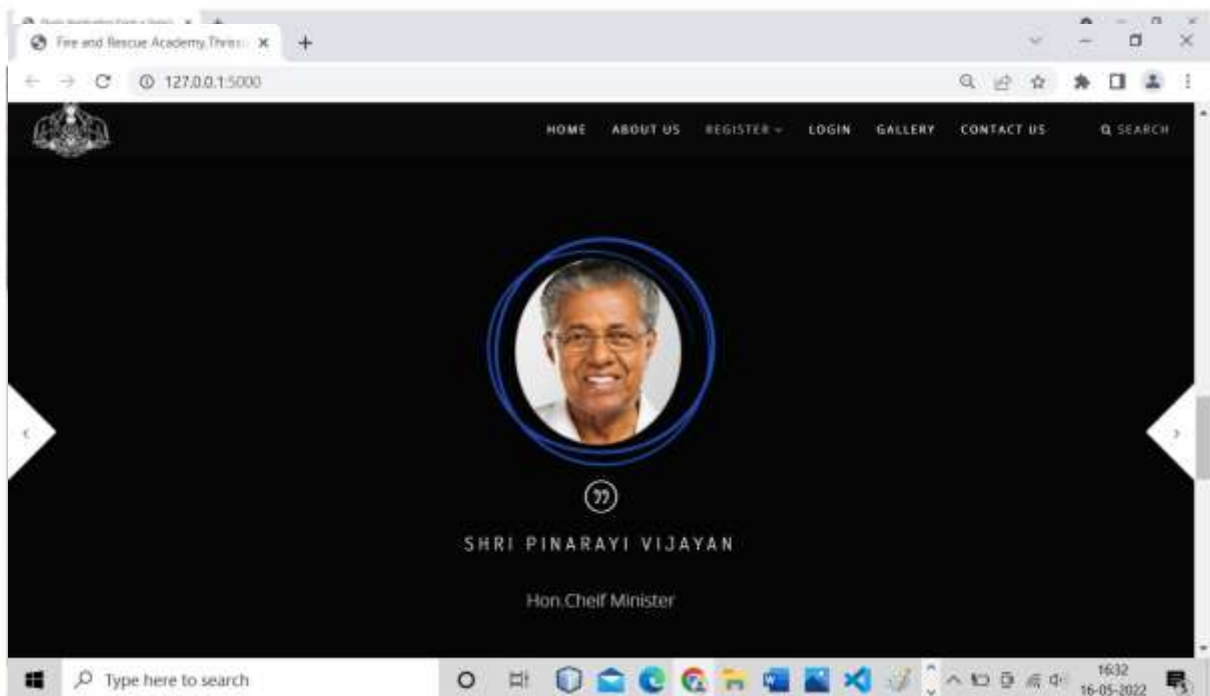 Fire and Rescue Academy,Thriss
127.0.0.1:5000
HOME ABOUT US REGISTER LOGIN GALLERY CONTACT US SEARCH
SHRI PINARAYI VIJAYAN
Hon.Cheif Minister
Type here to search
16:32
16-05-2022